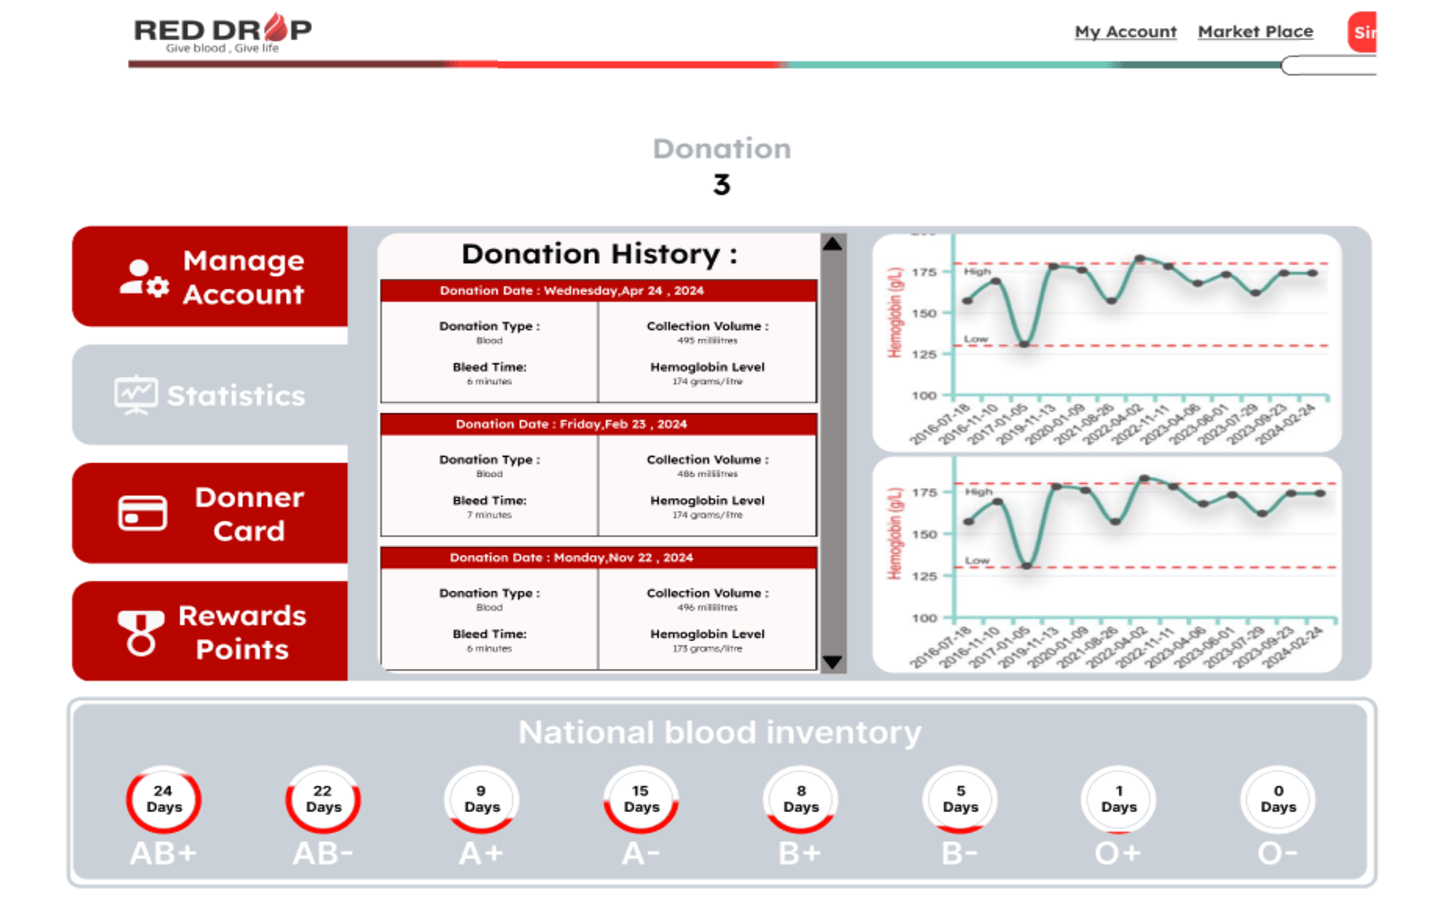 RED DROP
Give blood , Give life
My Account
Market Place
Donation
3
Manage
Account
Statistics
Donner
Card
Rewards
Points
Donation History :
Donation Date : Wednesday,Apr 24 , 2024
Donation Type :
Blood
Collection Volume :
495 millilitres
Bleed Time:
6 minutes
Hemoglobin Level
174 grams/litre
Donation Date : Friday,Feb 23 , 2024
Donation Type :
Blood
Collection Volume :
486 millilitres
Bleed Time:
7 minutes
Hemoglobin Level
174 grams/litre
Donation Date : Monday,Nov 22 , 2024
Donation Type :
Blood
Collection Volume :
496 millilitres
Bleed Time:
6 minutes
Hemoglobin Level
173 grams/litre
Hemoglobin (g/L)
175
150
125
100
High
Low
2016-07-18
2016-11-10
2017-01-05
2019-11-13
2020-01-09
2021-08-26
2022-04-02
2022-11-11
2023-04-06
2023-06-01
2023-07-29
2023-09-23
2024-02-24
Hemoglobin (g/L)
175
150
125
100
High
Low
2016-07-18
2016-11-10
2017-01-05
2019-11-13
2020-01-09
2021-08-26
2022-04-02
2022-11-11
2023-04-06
2023-06-01
2023-07-29
2023-09-23
2024-02-24
National blood inventory
24
Days
AB+
22
Days
AB-
9
Days
A+
15
Days
A-
8
Days
B+
5
Days
B-
1
Days
O+
0
Days
O-